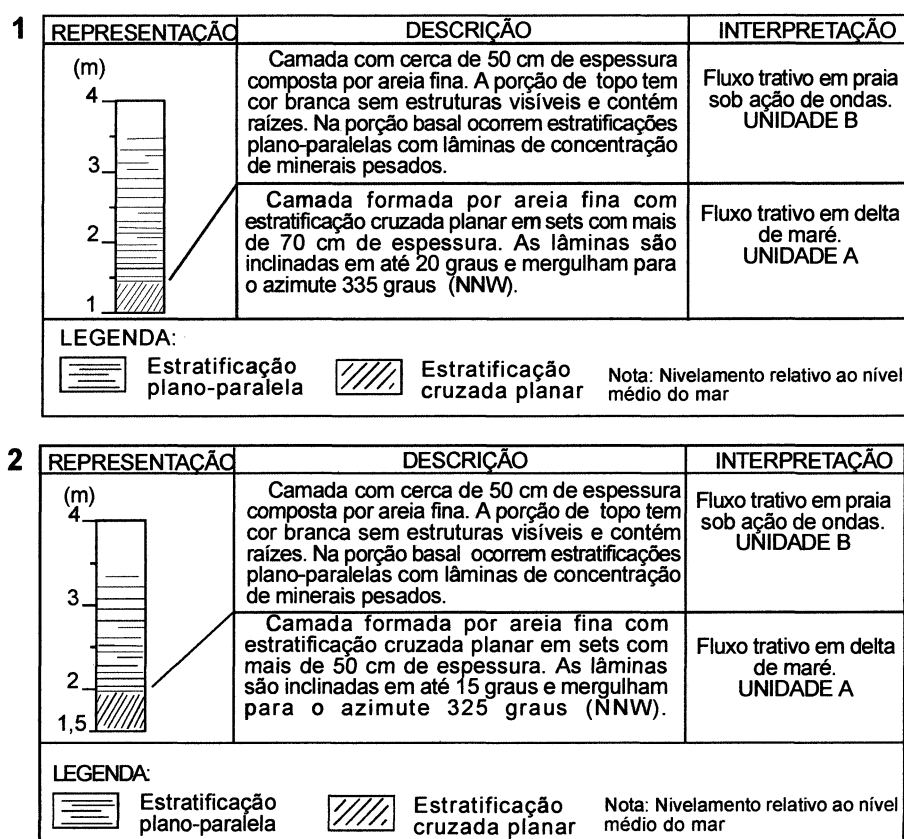 1
REPRESENTAÇÃO DESCRIÇÃO INTERPRETAÇÃO
(m)
4
3
2
1
Camada com cerca de 50 cm de espessura
composta por areia fina. A porção de topo tem
cor branca sem estruturas visíveis e contém
raízes. Na porção basal ocorrem estratificações
plano-paralelas com lâminas de concentração
de minerais pesados.
Fluxo trativo em praia
sob ação de ondas.
UNIDADE B
Camada formada por areia fina com
estratificação cruzada planar em sets com mais
de 70 cm de espessura. As lâminas são
inclinadas em até 20 graus e mergulham para
o azimute 335 graus (NNW).
Fluxo trativo em delta
de maré.
UNIDADE A
LEGENDA:
Estratificação
plano-paralela
Estratificação
cruzada planar
Nota: Nivelamento relativo ao nível
médio do mar
2
REPRESENTAÇÃO DESCRIÇÃO INTERPRETAÇÃO
(m)
4
3
2
1,5
Camada com cerca de 50 cm de espessura
composta por areia fina. A porção de topo tem
cor branca sem estruturas visíveis e contém
raízes. Na porção basal ocorrem estratificações
plano-paralelas com lâminas de concentração
de minerais pesados.
Fluxo trativo em praia
sob ação de ondas.
UNIDADE B
Camada formada por areia fina com
estratificação cruzada planar em sets com
mais de 50 cm de espessura. As lâminas
são inclinadas em até 15 graus e mergulham
para o azimute 325 graus (NNW).
Fluxo trativo em delta
de maré.
UNIDADE A
LEGENDA:
Estratificação
plano-paralela
Estratificação
cruzada planar
Nota: Nivelamento relativo ao nível
médio do mar